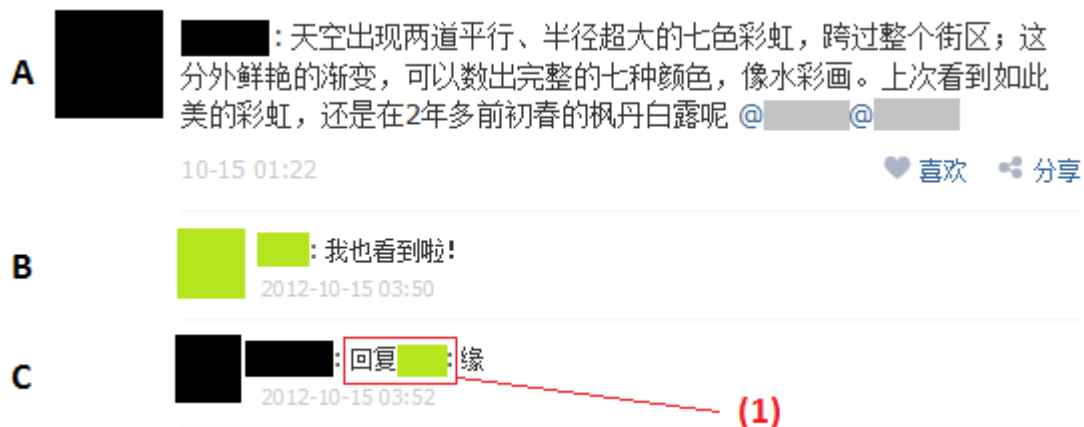 A
: 天空出现两道平行、半径超大的七色彩虹，跨过整个街区；这
分外鲜艳的渐变，可以数出完整的七种颜色，像水彩画。上次看到如此
美的彩虹，还是在2年多前初春的枫丹白露呢 @ @
10-15 01:22 喜欢 分享
B
: 我也看到啦!
2012-10-15 03:50
C
: 回复 : 缘
2012-10-15 03:52
(1)